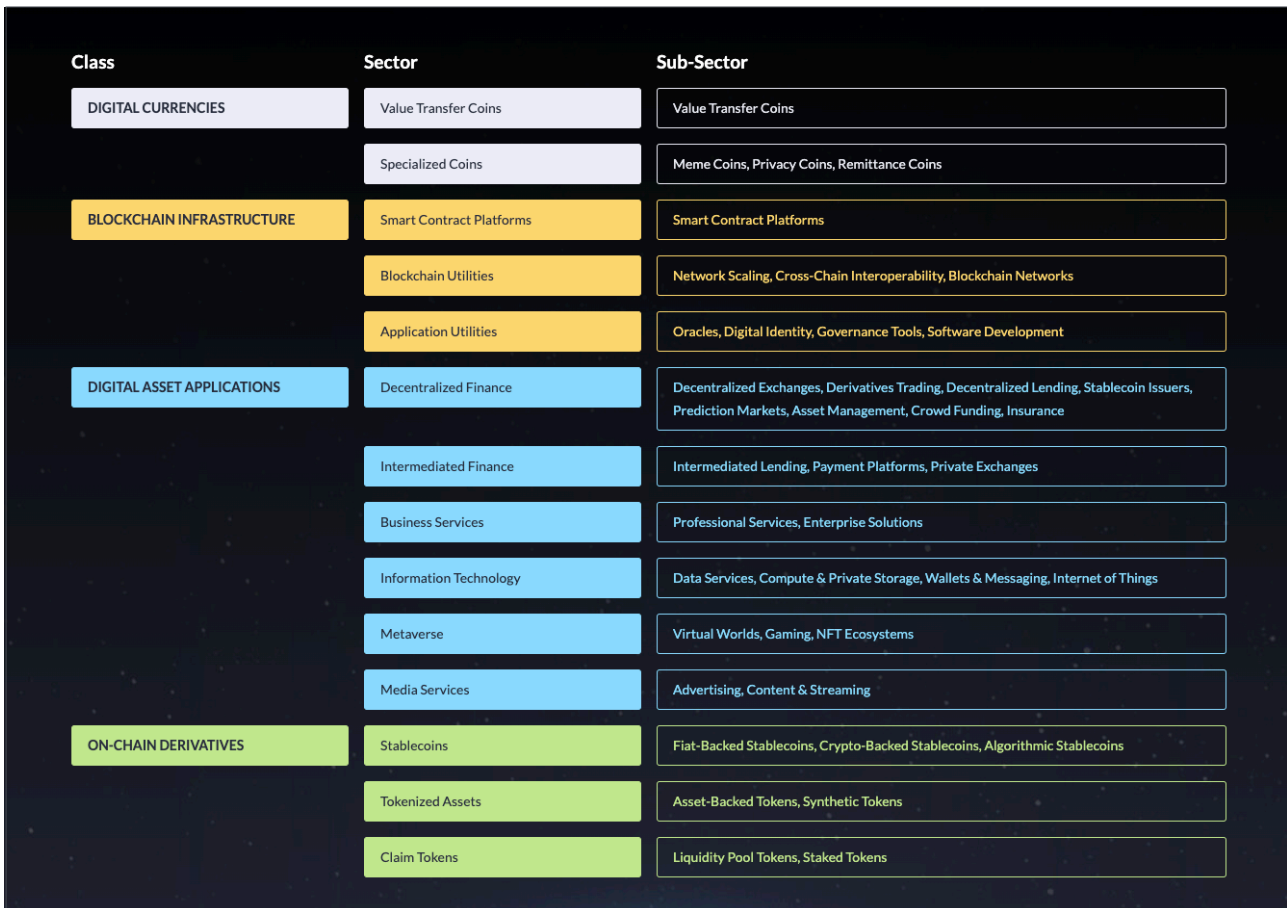 Class Sector Sub-Sector
DIGITAL CURRENCIES Value Transfer Coins Value Transfer Coins
Specialized Coins Meme Coins, Privacy Coins, Remittance Coins
BLOCKCHAIN INFRASTRUCTURE Smart Contract Platforms Smart Contract Platforms
Blockchain Utilities Network Scaling, Cross-Chain Interoperability, Blockchain Networks
Application Utilities Oracles, Digital Identity, Governance Tools, Software Development
DIGITAL ASSET APPLICATIONS Decentralized Finance Decentralized Exchanges, Derivatives Trading, Decentralized Lending, Stablecoin Issuers,
Prediction Markets, Asset Management, Crowd Funding, Insurance
Intermediated Finance Intermediated Lending, Payment Platforms, Private Exchanges
Business Services Professional Services, Enterprise Solutions
Information Technology Data Services, Compute & Private Storage, Wallets & Messaging, Internet of Things
Metaverse Virtual Worlds, Gaming, NFT Ecosystems
Media Services Advertising, Content & Streaming
ON-CHAIN DERIVATIVES Stablecoins Fiat-Backed Stablecoins, Crypto-Backed Stablecoins, Algorithmic Stablecoins
Tokenized Assets Asset-Backed Tokens, Synthetic Tokens
Claim Tokens Liquidity Pool Tokens, Staked Tokens